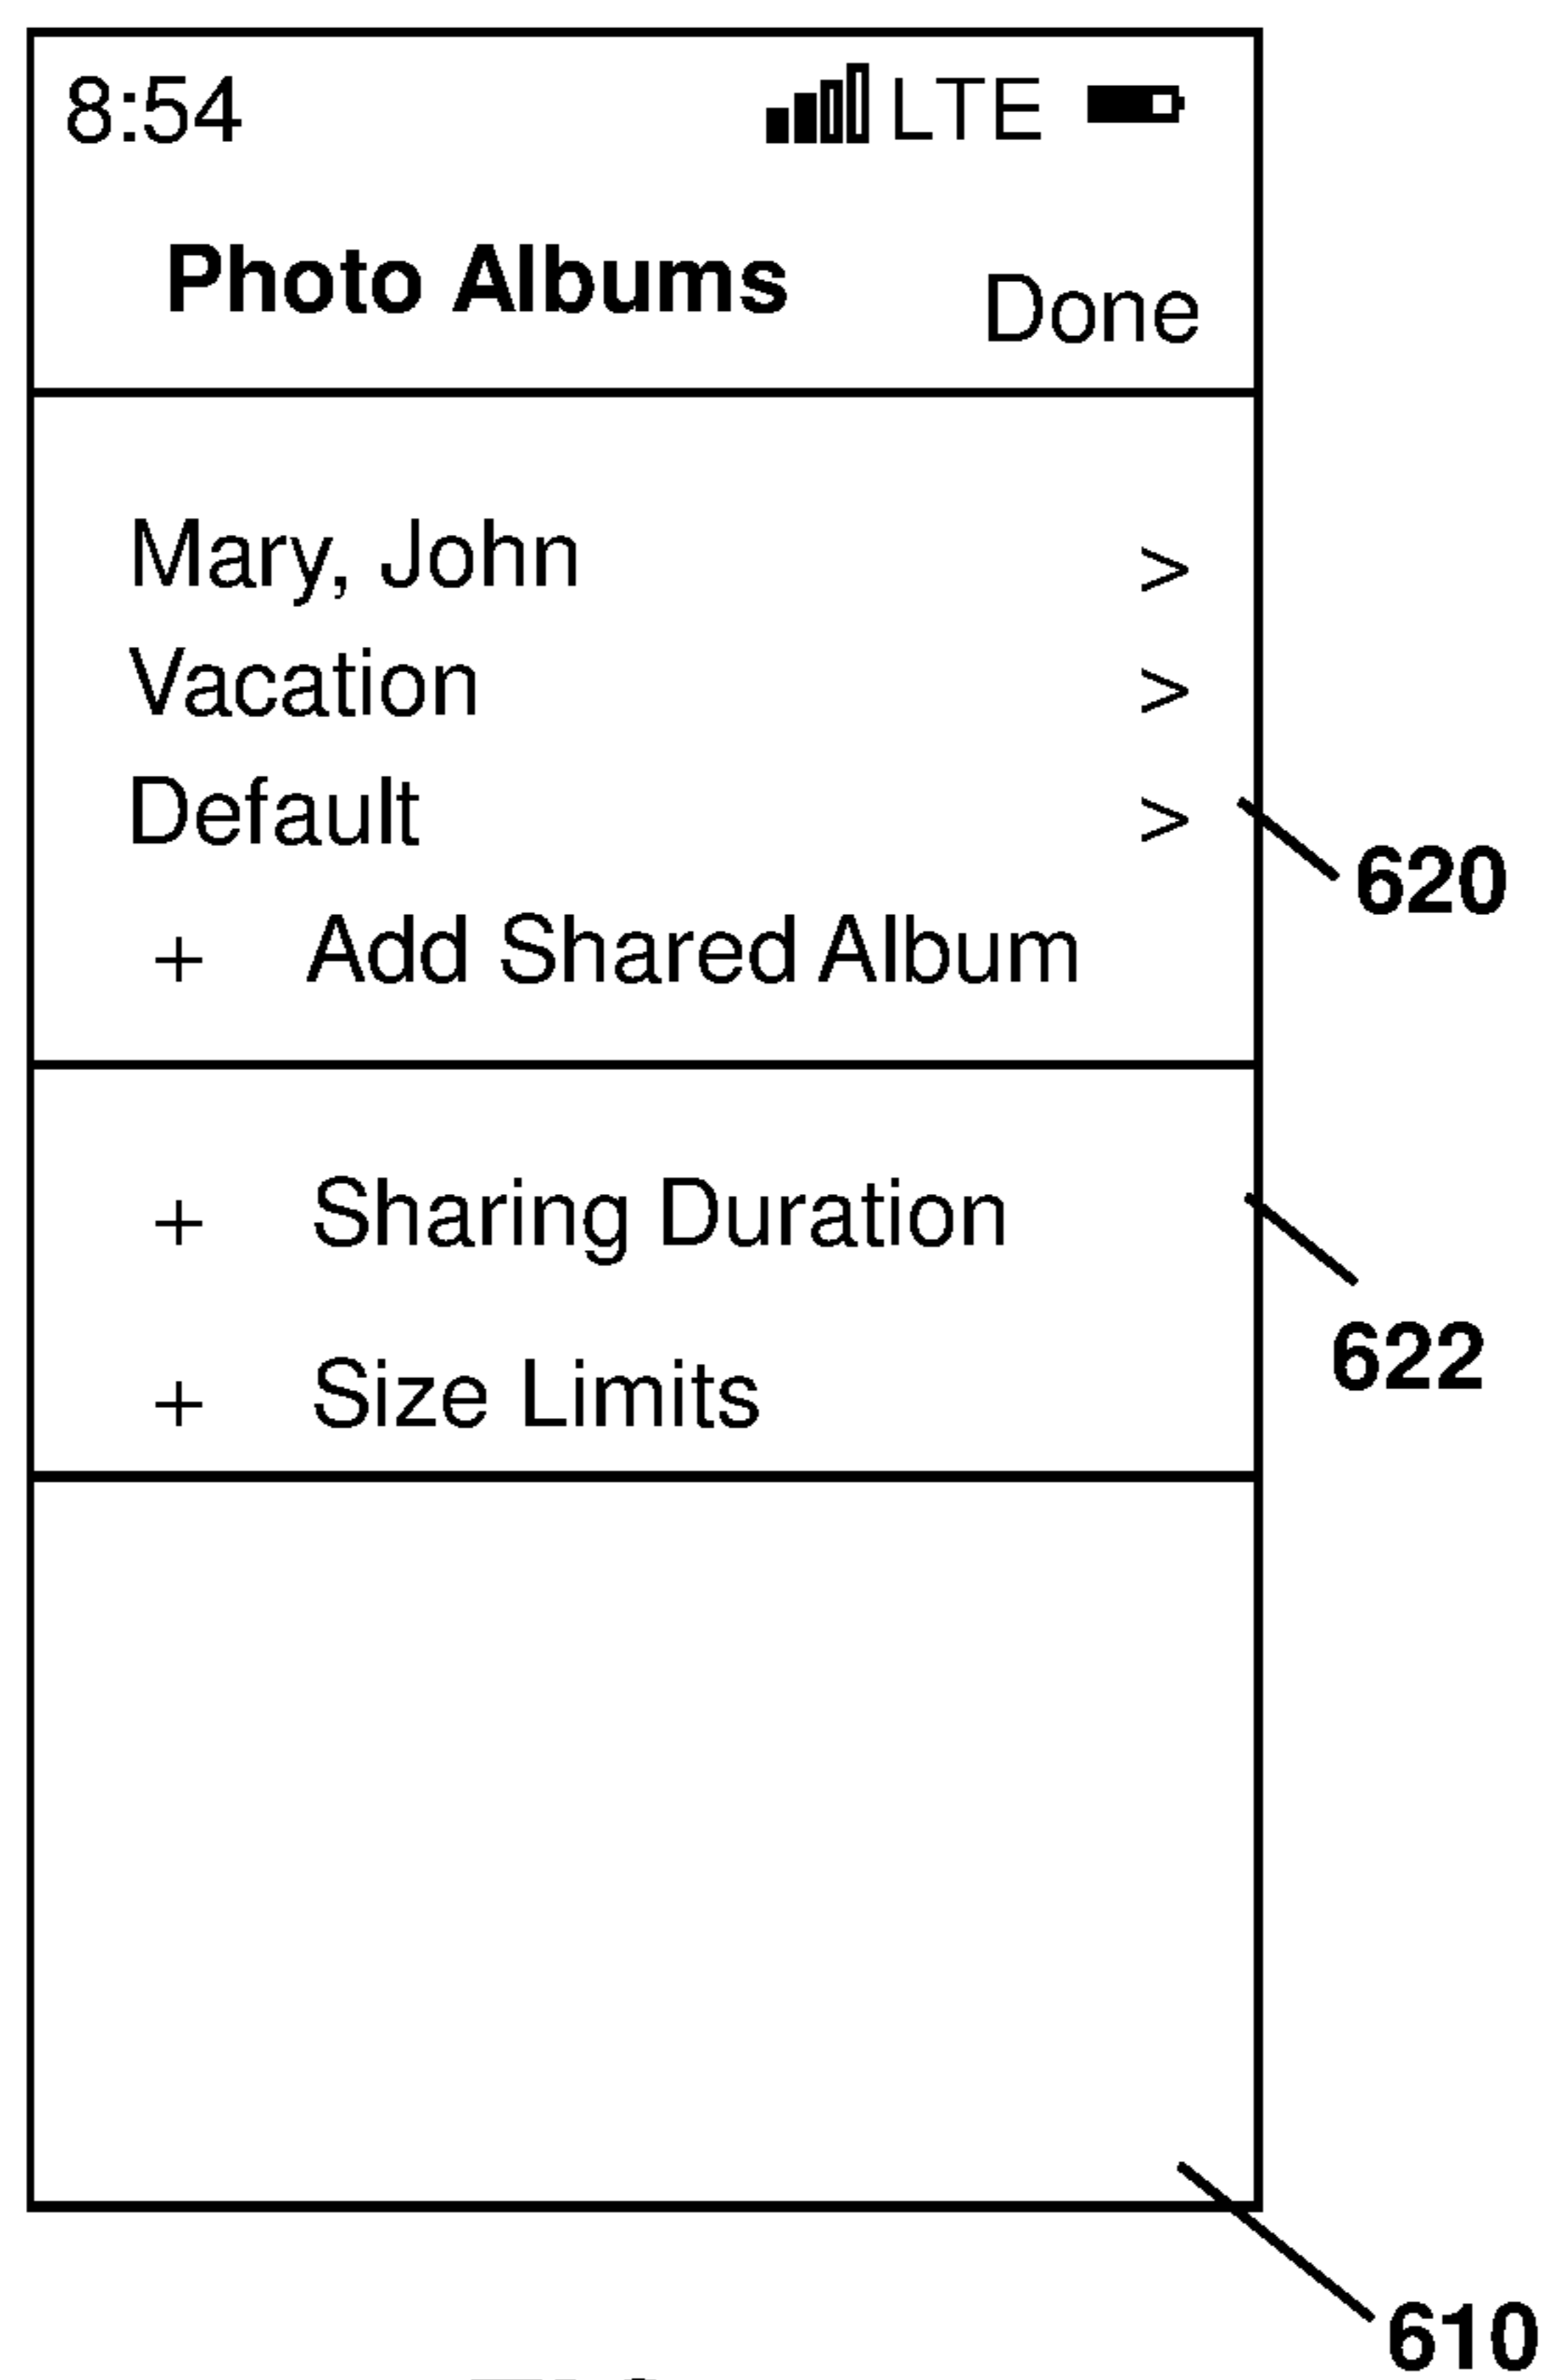 8:54 LTE
Photo Albums Done
Mary, John >
Vacation >
Default >
620
+ Add Shared Album
+ Sharing Duration
622
+ Size Limits
610